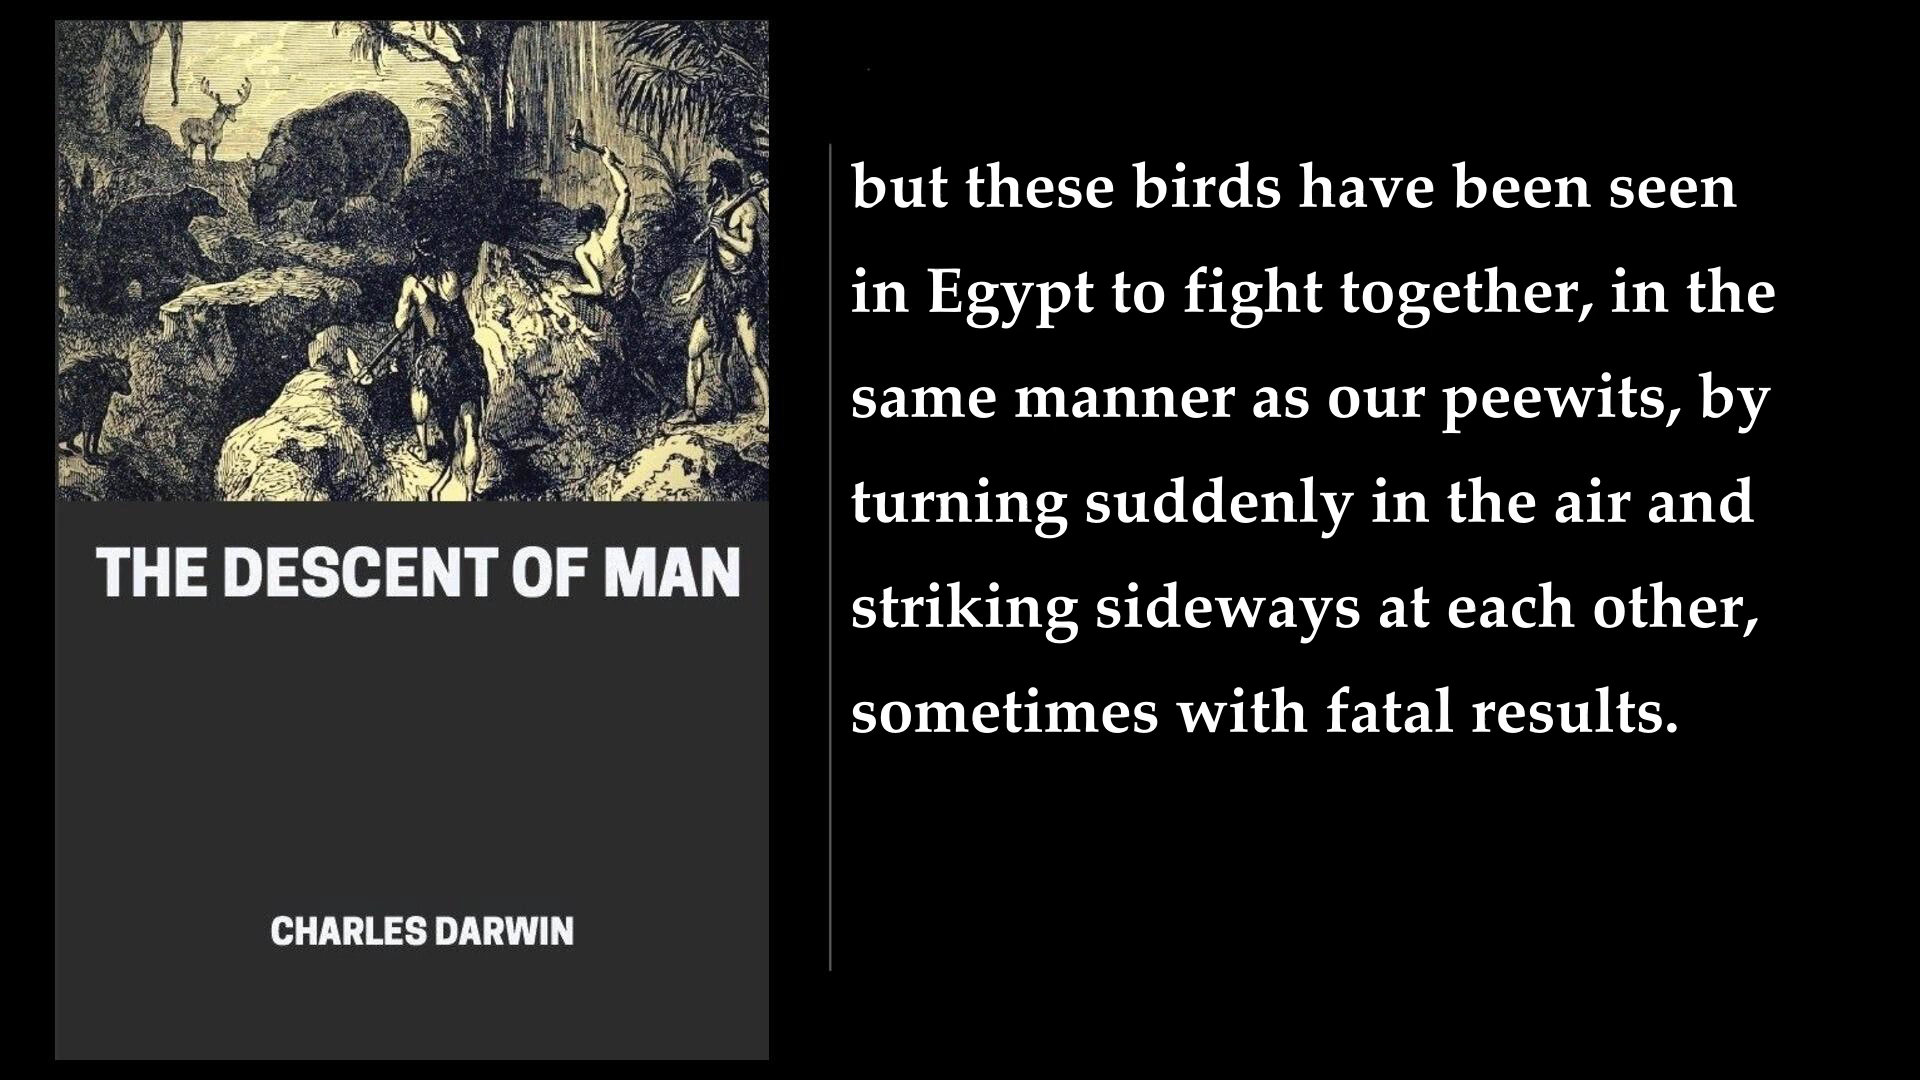 THE DESCENT OF MAN
CHARLES DARWIN
but these birds have been seen
in Egypt to fight together, in the
same manner as our peewits, by
turning suddenly in the air and
striking sideways at each other,
sometimes with fatal results.